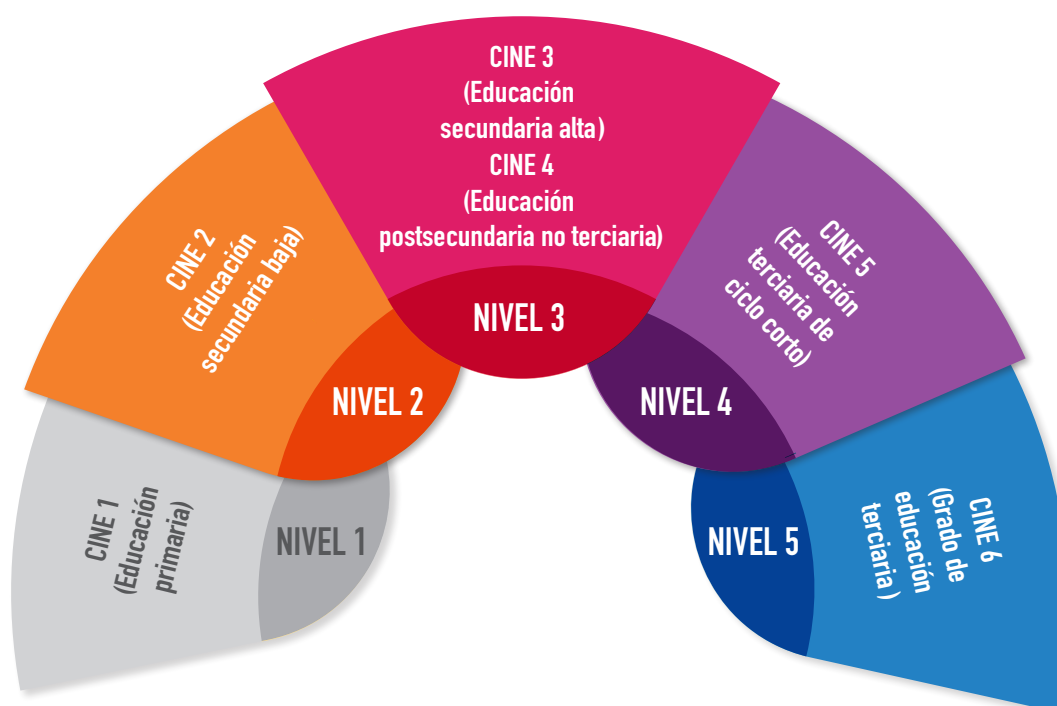 CINE 1
(Educación
primaria)
NIVEL 1
CINE 2
(Educación
secundaria baja)
NIVEL 2
CINE 3
(Educación
secundaria alta)
CINE 4
(Educación
postsecundaria no terciaria)
NIVEL 3
CINE 5
(Educación
terciaria de
ciclo corto)
NIVEL 4
CINE 6
(Grado de
educación
terciaria )
NIVEL 5